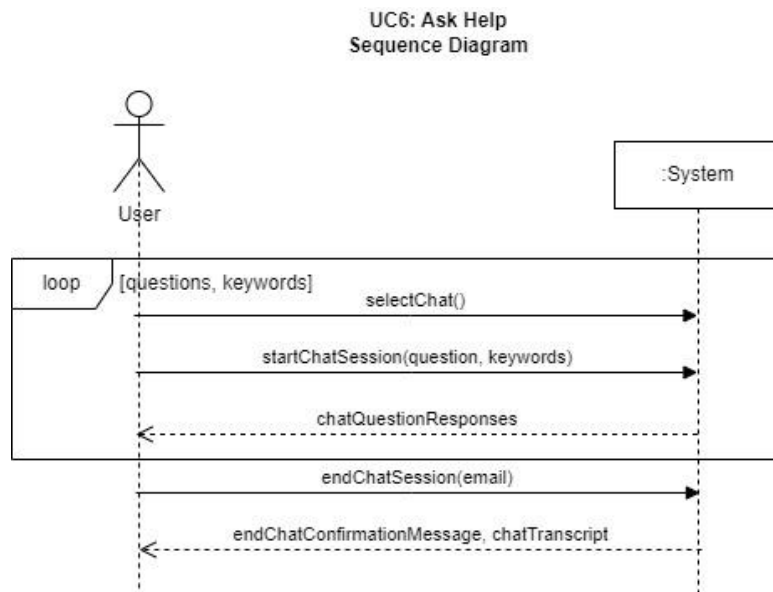 UC6: Ask Help
Sequence Diagram
:System
User
loop
[questions, keywords]
selectChat()
startChatSession(question, keywords)
chatQuestionResponses
endChatSession(email)
endChatConfirmationMessage, chatTranscript